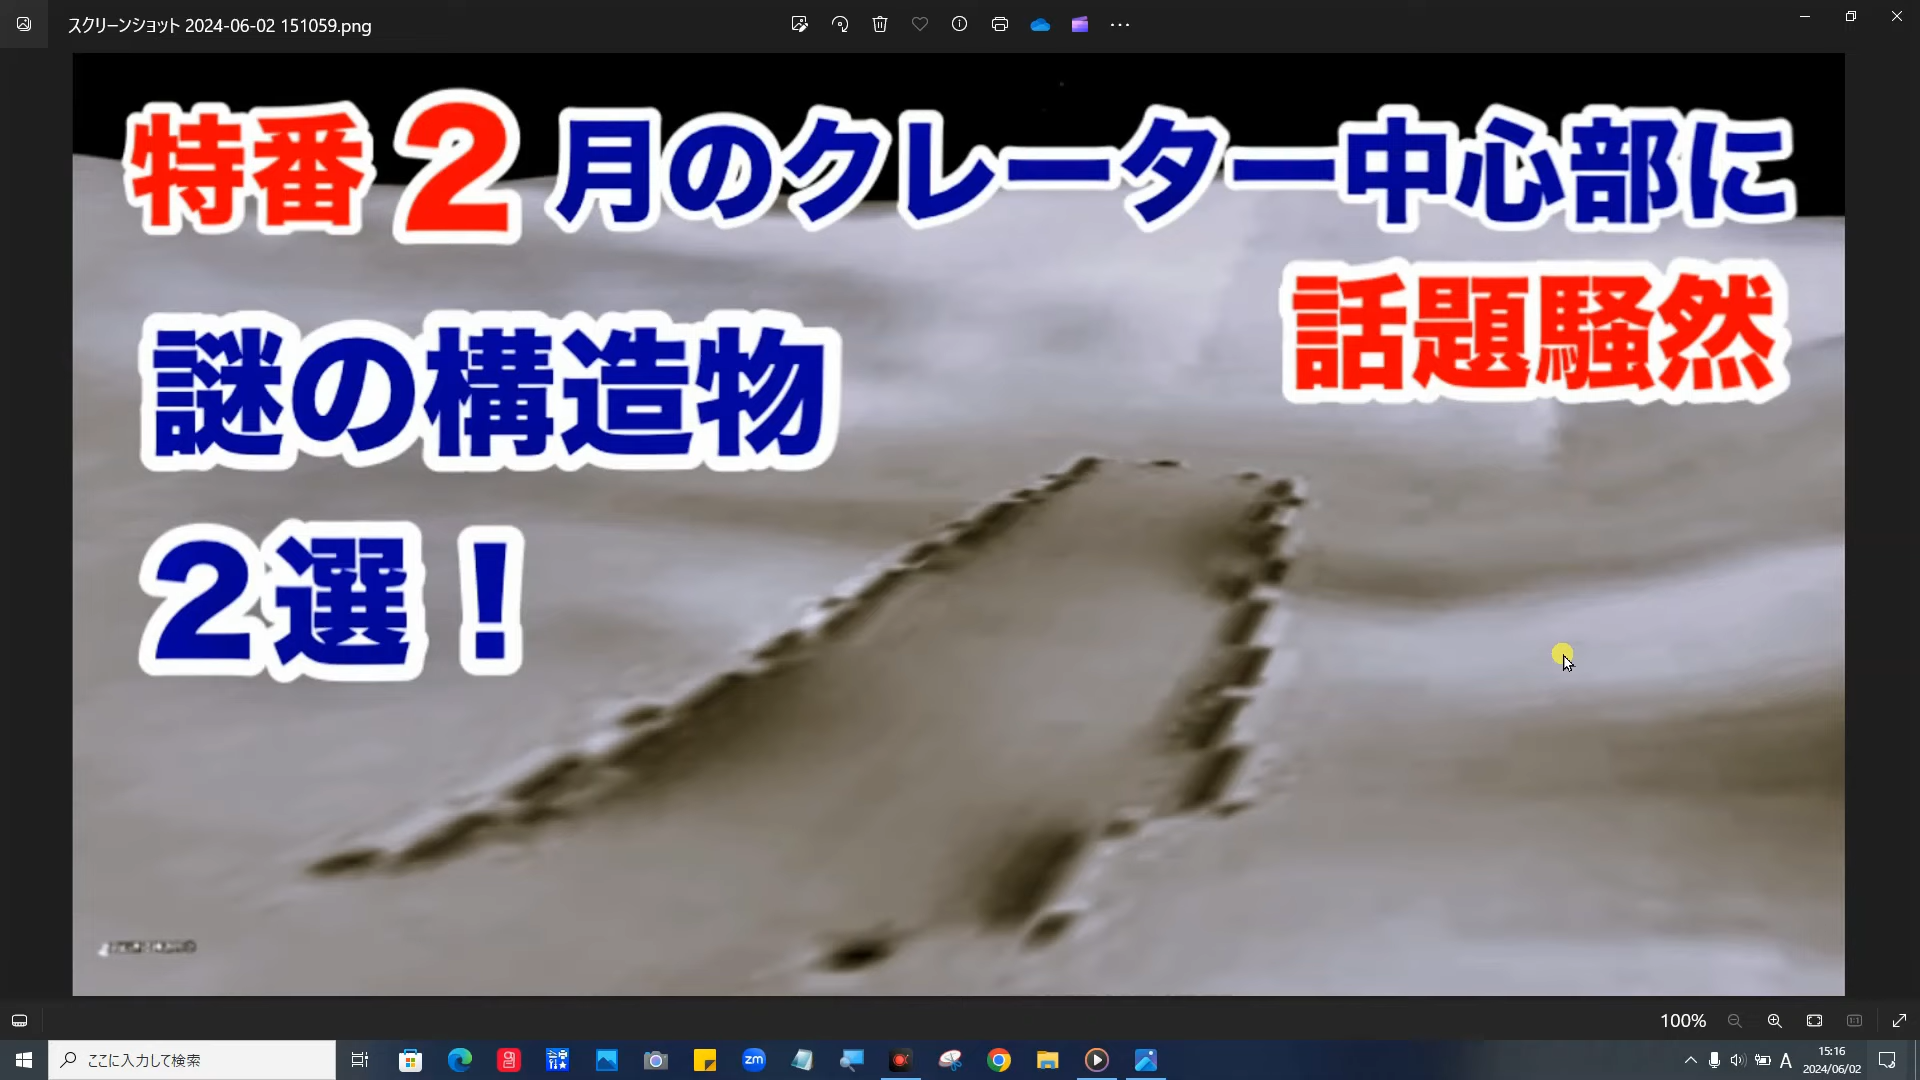 スクリーンショット 2024-06-02 151059.png
特番2 月のクレーター中心部に
話題騒然
謎の構造物
2選!
100%
ここに入力して検索
zm
A
15:16
2024/06/02